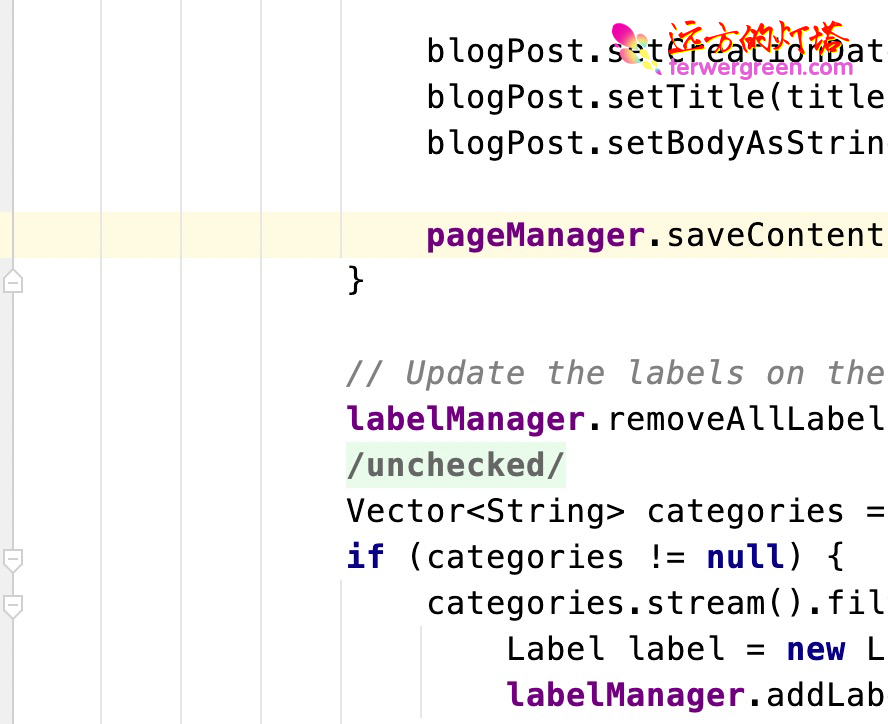 远方的灯塔
blogPost.setCreationDat
ferwergreen.com
blogPost.setTitle(title
blogPost.setBodyAsStrin
pageManager.saveContent
}
// Update the labels on the
labelManager.removeAllLabel
/unchecked/
Vector<String> categories =
if (categories != null) {
categories.stream().fil
Label label = new L
labelManager.addLab